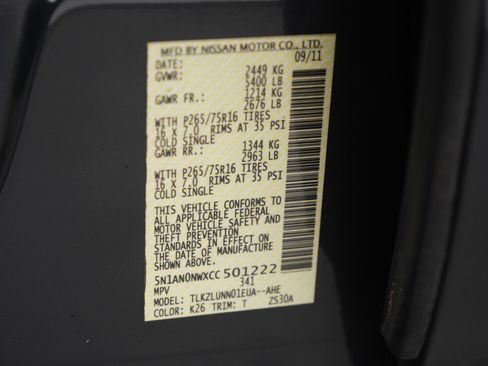 MFD BY NISSAN MOTOR CO., LTD.
DATE: 09/11
GVWR: 2449 KG
5400 LB
GAWR FR.: 1214 KG
2676 LB
WITH P265/75R16 TIRES
16 X 7.0 RIMS AT 35 PSI
COLD SINGLE
GAWR RR.: 1344 KG
2963 LB
WITH P265/75R16 TIRES
16 X 7.0 RIMS AT 35 PSI
COLD SINGLE
THIS VEHICLE CONFORMS TO
ALL APPLICABLE FEDERAL
MOTOR VEHICLE SAFETY AND
THEFT PREVENTION
STANDARDS IN EFFECT ON
THE DATE OF MANUFACTURE
SHOWN ABOVE
5N1AN0NWXCC501222
MPV 341
MODEL: TLKZLUNN01EUA--AHE
COLOR: K26 TRIM: T ZS30A